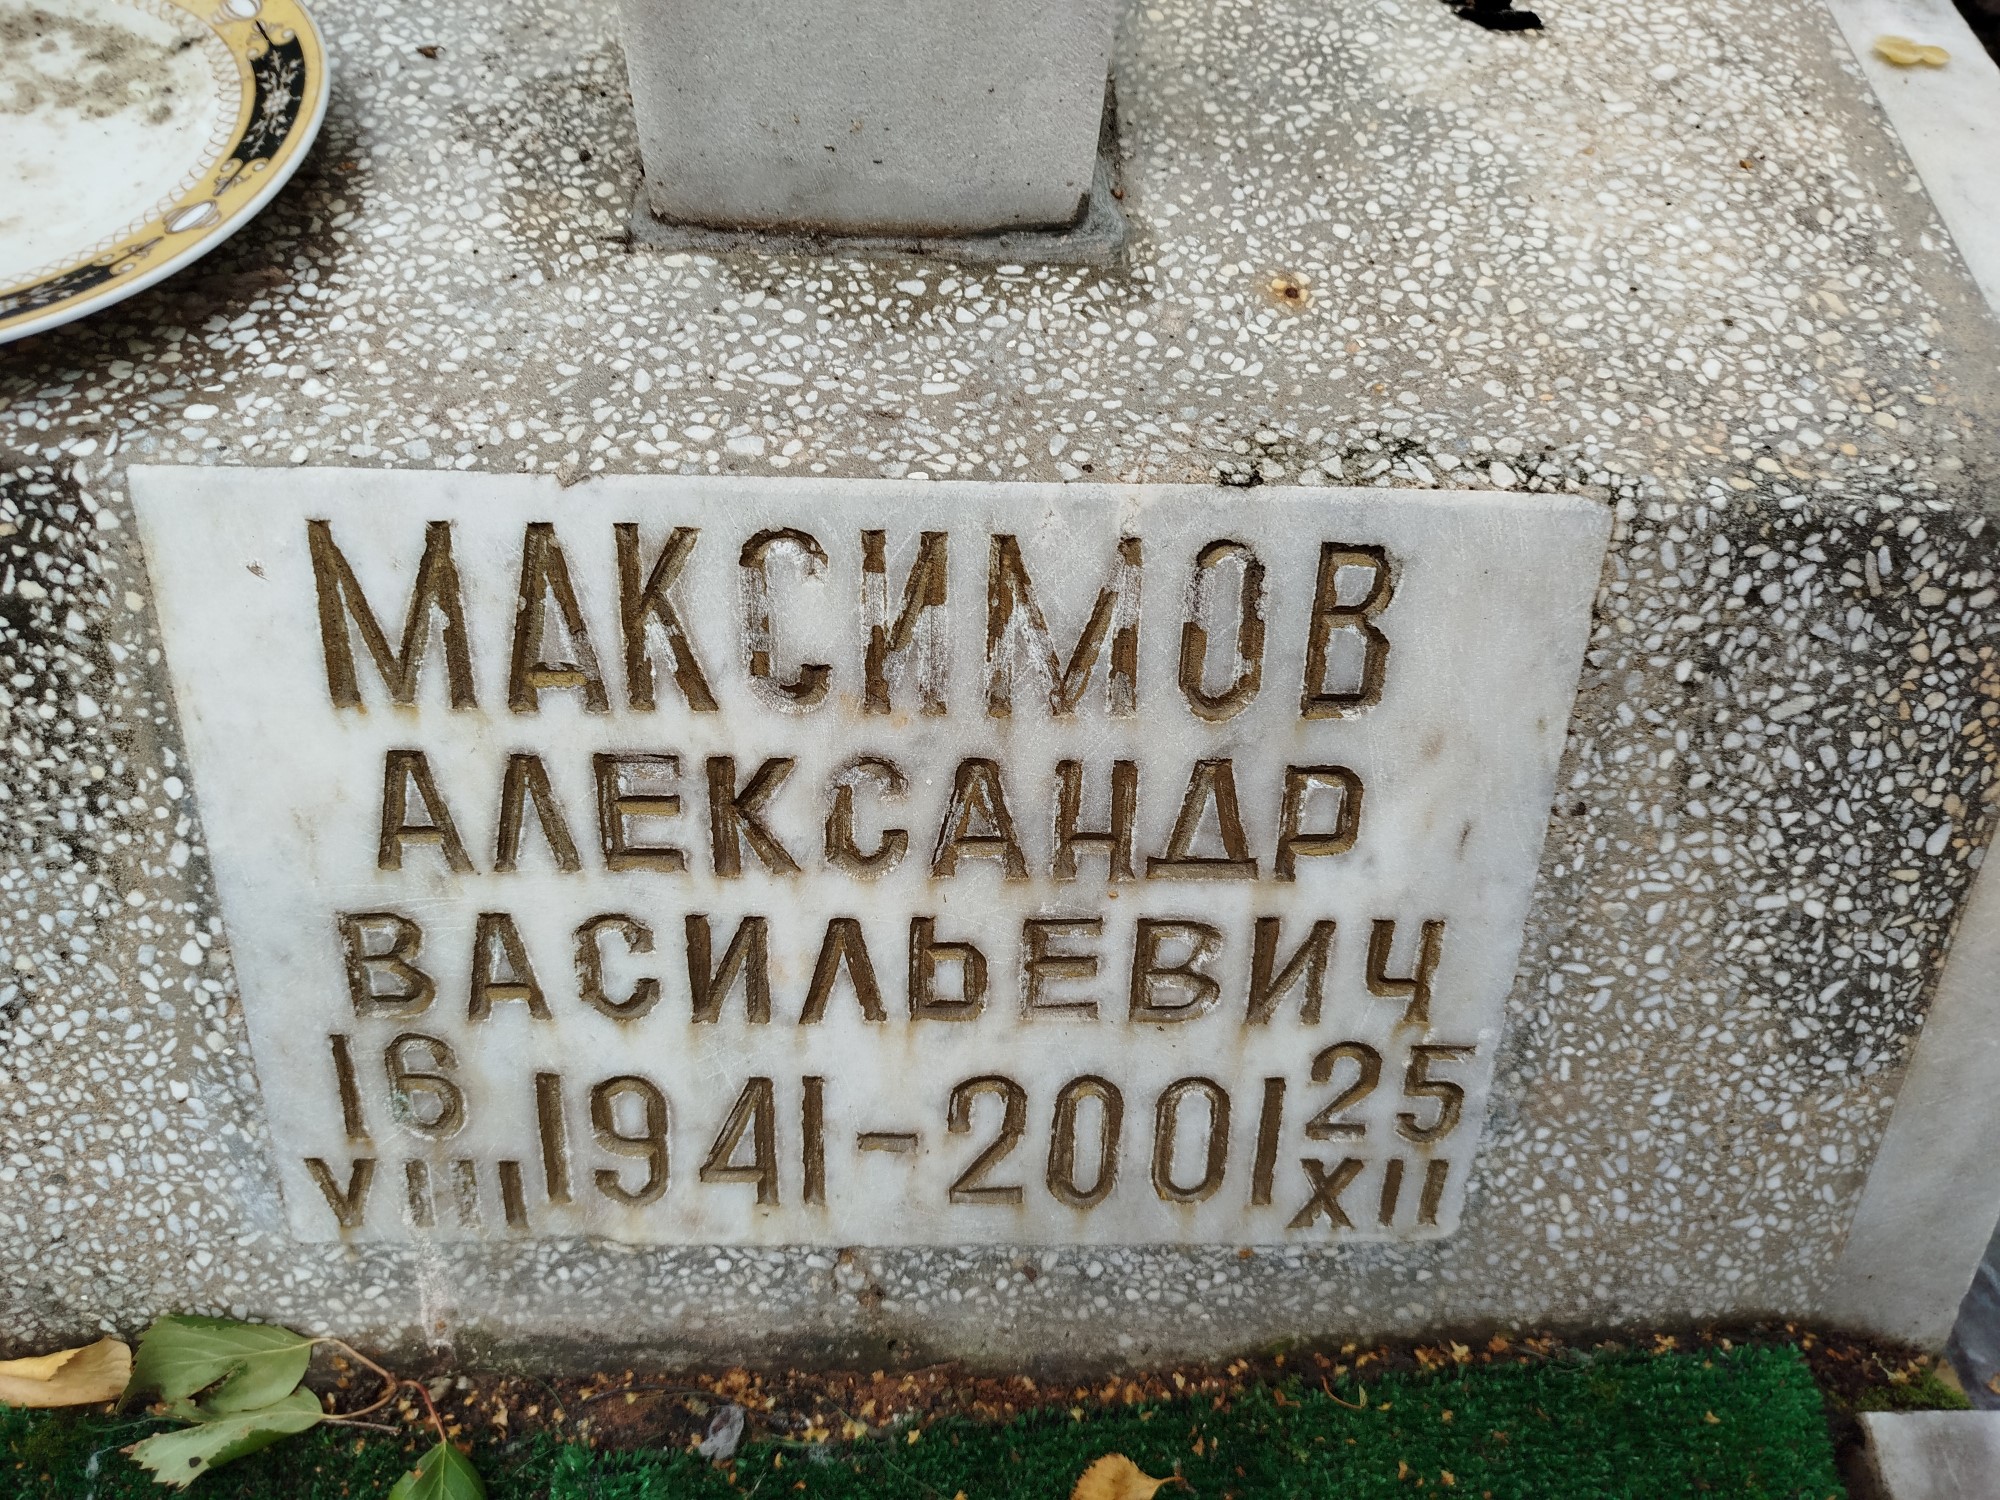 МАКСИМОВ
АЛЕКСАНДР
ВАСИЛЬЕВИЧ
16 VIII 1941-2001 25 XII